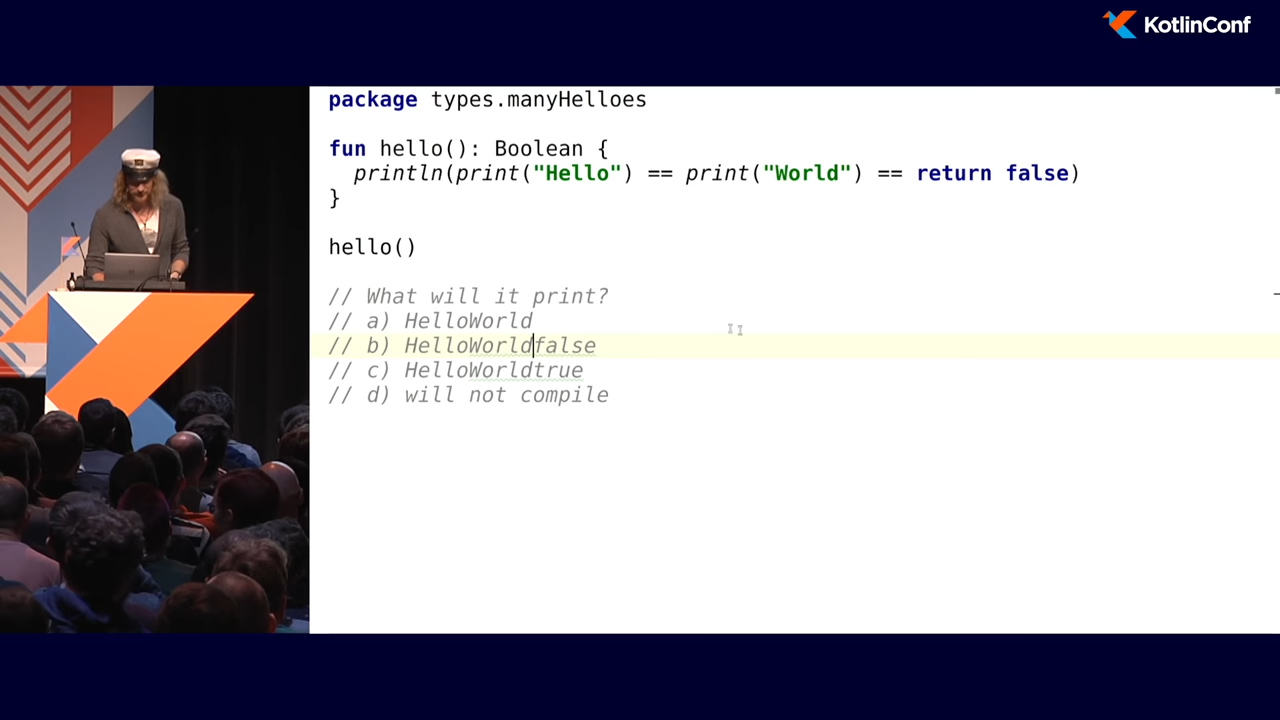 KotlinConf
package types.manyHelloes
fun hello(): Boolean {
  println(print("Hello") == print("World") == return false)
}
hello()
// What will it print?
// a) HelloWorld
// b) HelloWorldfalse
// c) HelloWorldtrue
// d) will not compile